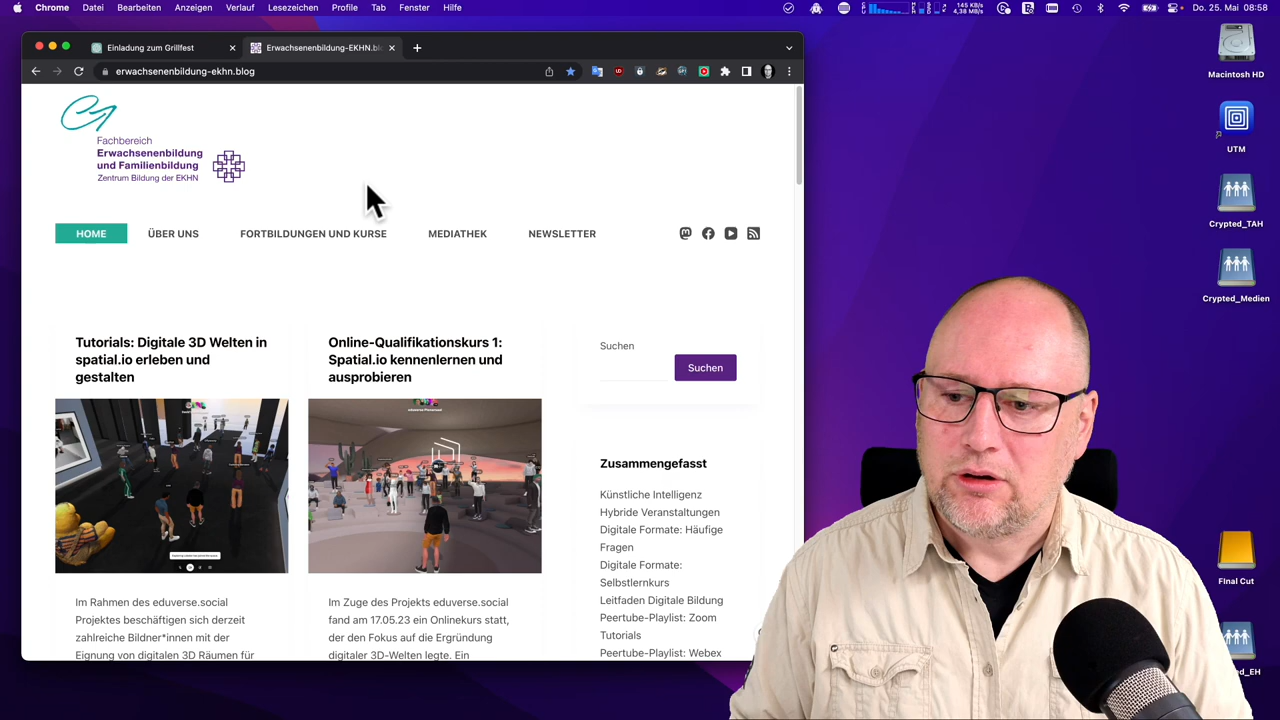 Chrome Datei Bearbeiten Anzeigen Verlauf Lesezeichen Profile Tab Fenster Hilfe
145 KB/s
4,38 MB/s
Do. 25. Mai 08:58
Einladung zum Grillfest
Erwachsenenbildung-EKHN.bl
erwachsenenbildung-ekhn.blog
Fachbereich
Erwachsenenbildung
und Familienbildung
Zentrum Bildung der EKHN
HOME ÜBER UNS FORTBILDUNGEN UND KURSE MEDIATHEK NEWSLETTER
Tutorials: Digitale 3D Welten in
spatial.io erleben und
gestalten
Im Rahmen des eduverse.social
Projektes beschäftigen sich derzeit
zahlreiche Bildner*innen mit der
Eignung von digitalen 3D Räumen für
Online-Qualifikationskurs 1:
Spatial.io kennenlernen und
ausprobieren
Im Zuge des Projekts eduverse.social
fand am 17.05.23 ein Onlinekurs statt,
der den Fokus auf die Ergründung
digitaler 3D-Welten legte. Ein
Suchen
Suchen
Zusammengefasst
Künstliche Intelligenz
Hybride Veranstaltungen
Digitale Formate: Häufige
Fragen
Digitale Formate:
Selbstlernkurs
Leitfaden Digitale Bildung
Peertube-Playlist: Zoom
Tutorials
Peertube-Playlist: Webex
Macintosh HD
UTM
Crypted_TAH
Crypted_Medien
FInal Cut
ed_EH